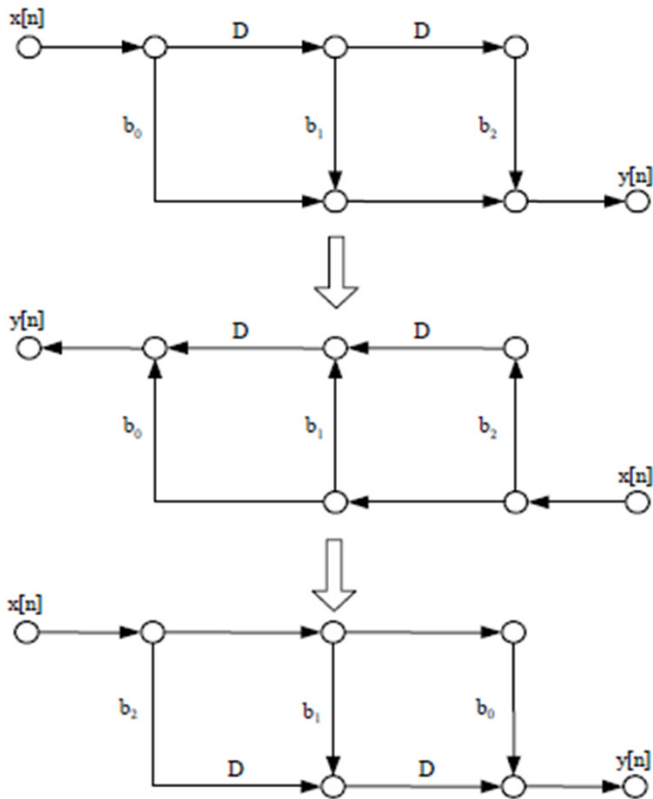 x[n]
D D
b₀ b₁ b₂
y[n]
y[n]
D D
b₀ b₁ b₂
x[n]
x[n]
b₂ b₁ b₀
D D
y[n]